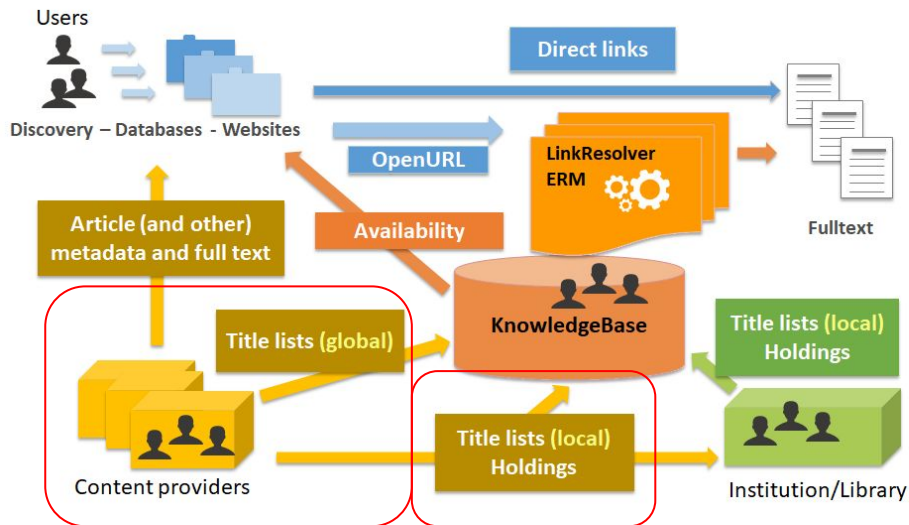 Users
Direct links
Discovery – Databases - Websites
OpenURL
LinkResolver
ERM
Article (and other)
metadata and full text
Availability
Fulltext
KnowledgeBase
Title lists (global)
Title lists (local)
Holdings
Title lists (local)
Holdings
Content providers
Institution/Library